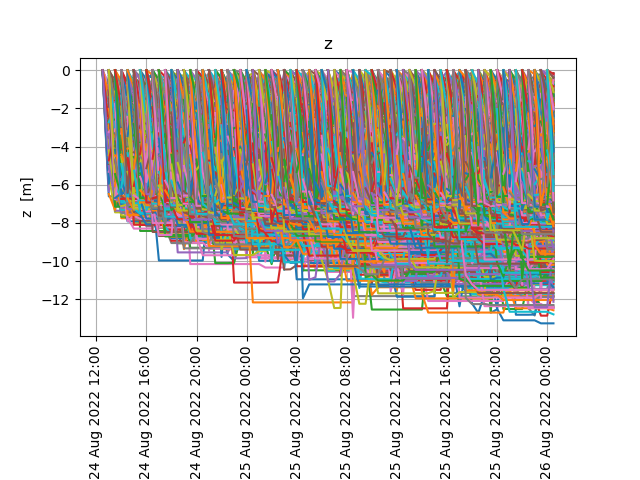 z
0
−2
−4
−6
−8
−10
−12
z [m]
24 Aug 2022 12:00
24 Aug 2022 16:00
24 Aug 2022 20:00
25 Aug 2022 00:00
25 Aug 2022 04:00
25 Aug 2022 08:00
25 Aug 2022 12:00
25 Aug 2022 16:00
25 Aug 2022 20:00
26 Aug 2022 00:00